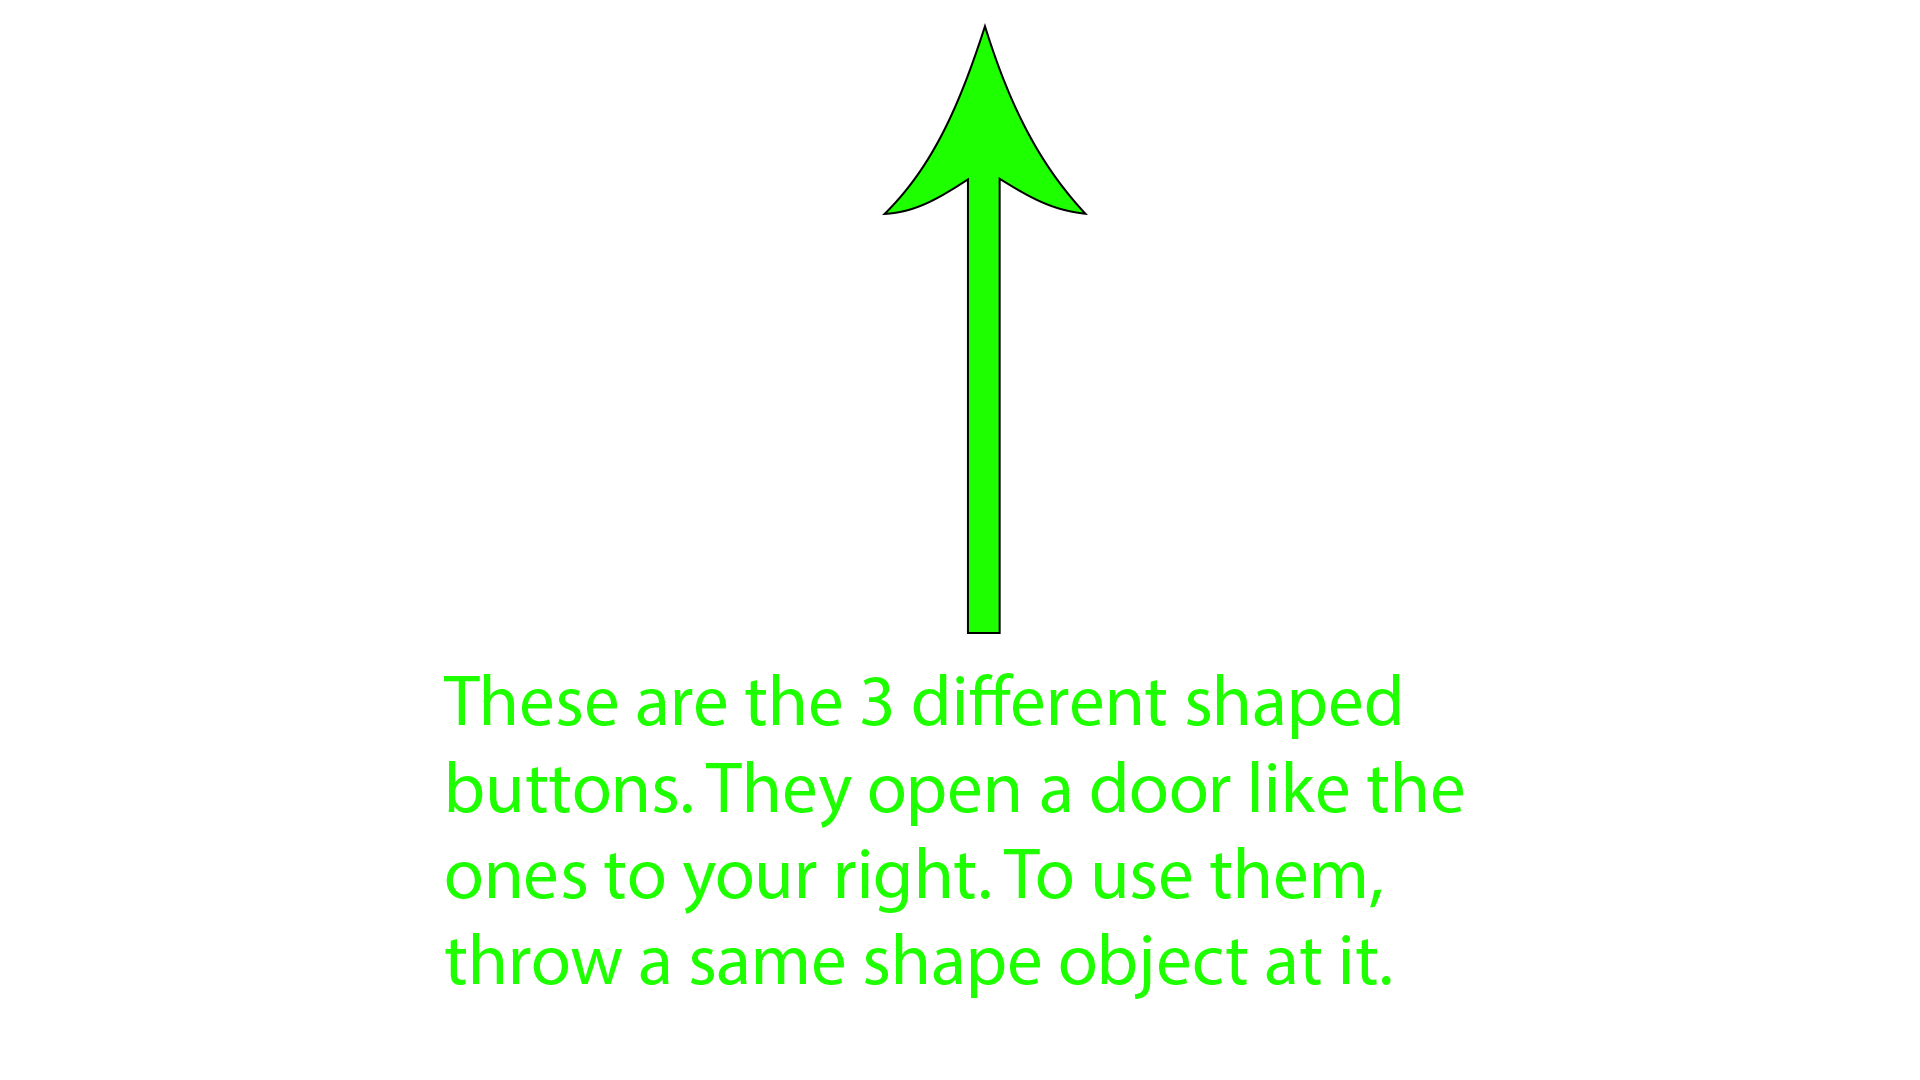 These are the 3 different shaped
buttons. They open a door like the
ones to your right. To use them,
throw a same shape object at it.